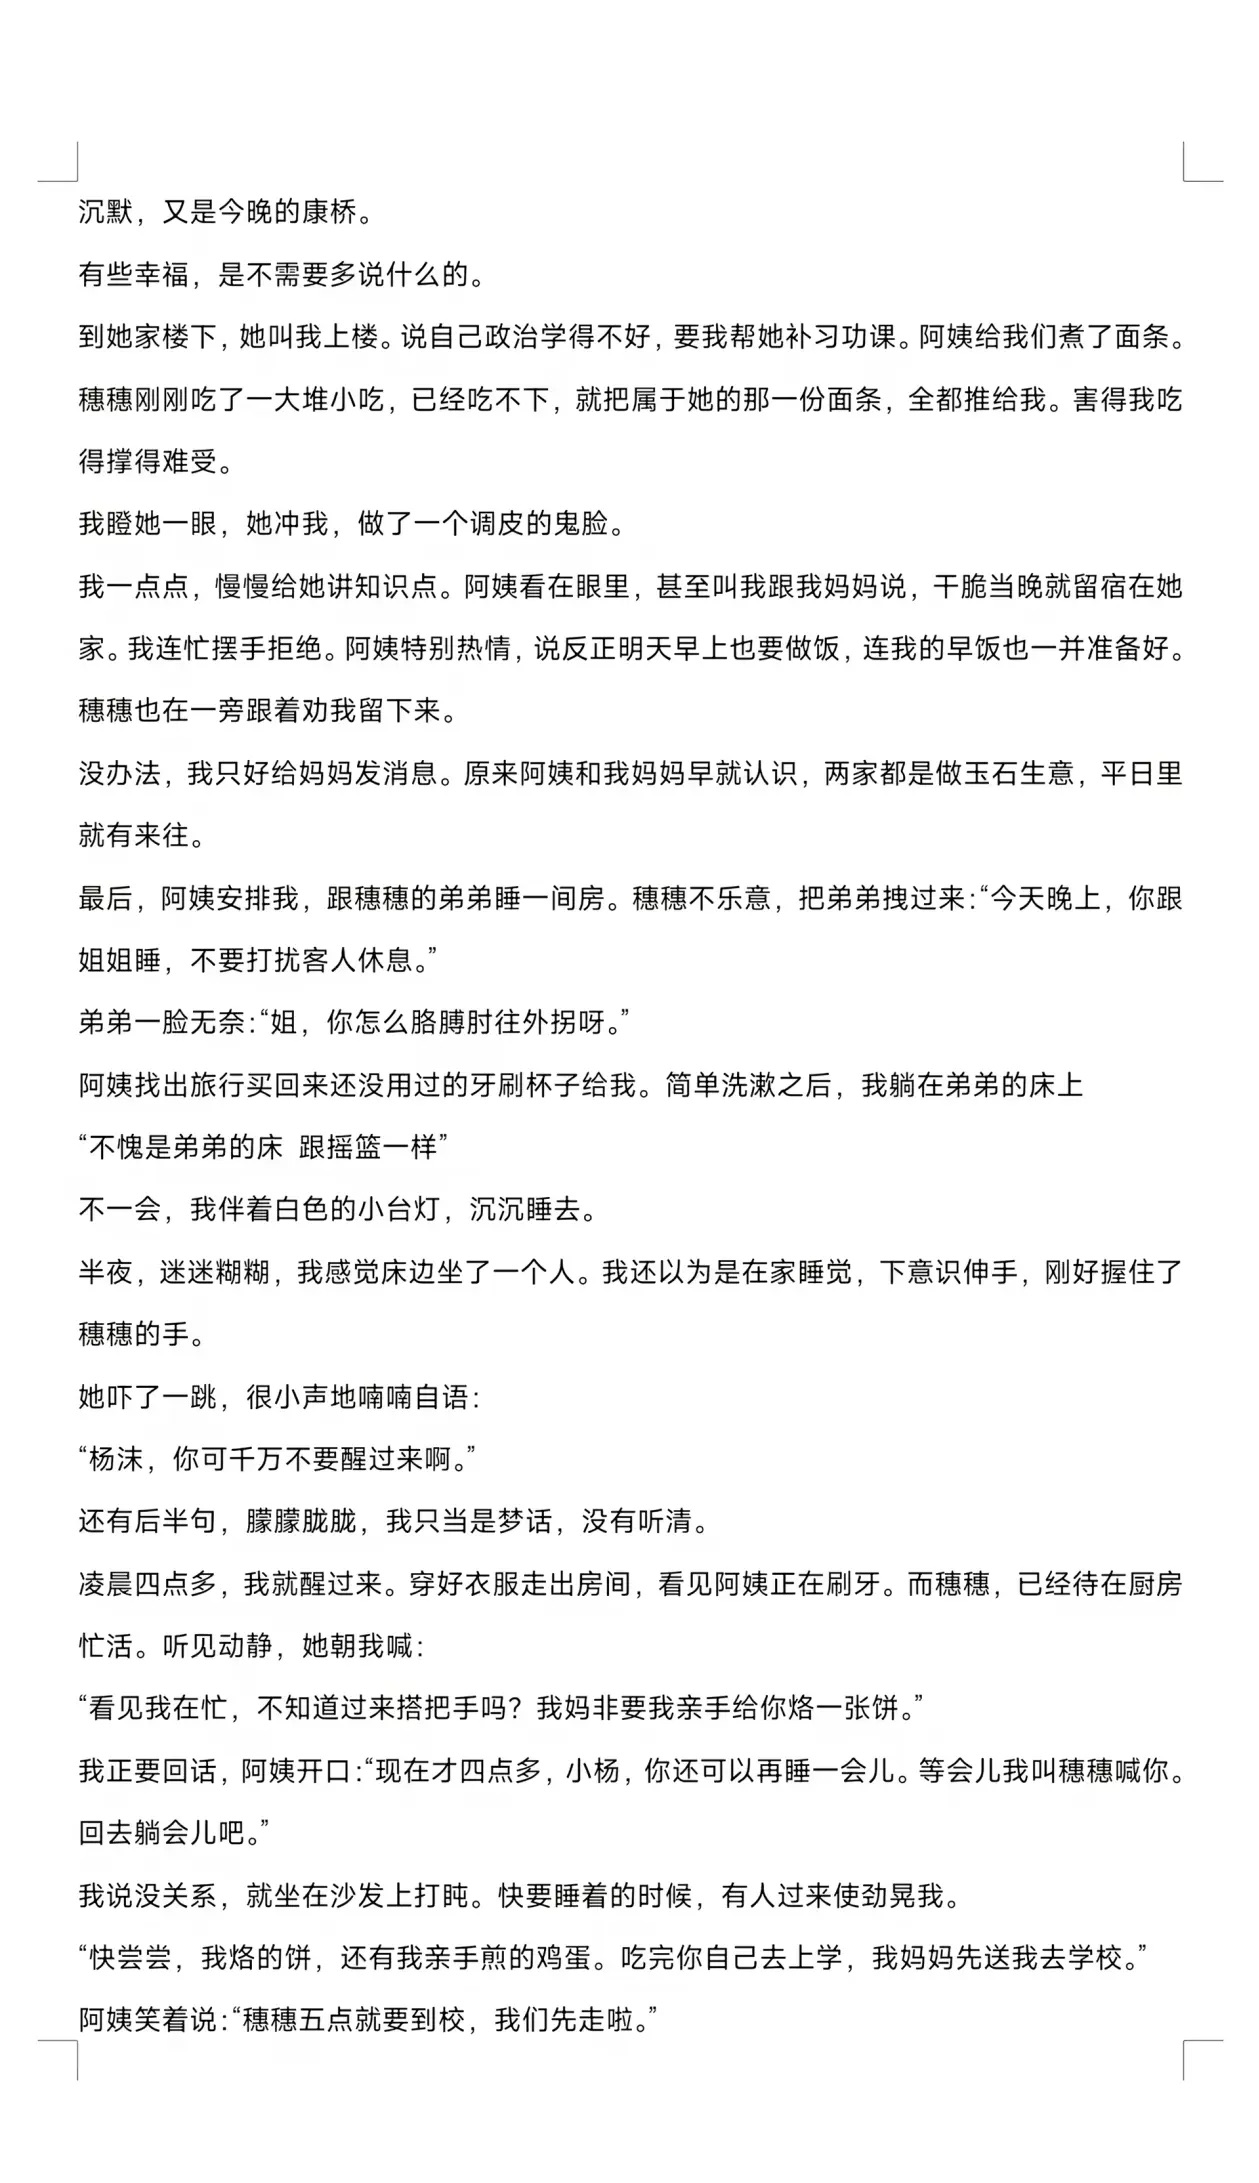 沉默，又是今晚的康桥。
有些幸福，是不需要多说什么的。
到她家楼下，她叫我上楼。说自己政治学得不好，要我帮她补习功课。阿姨给我们煮了面条。
穗穗刚刚吃了一大堆小吃，已经吃不下，就把属于她的那一份面条，全都推给我。害得我吃
得撑得难受。
我瞪她一眼，她冲我，做了一个调皮的鬼脸。
我一点点，慢慢给她讲知识点。阿姨看在眼里，甚至叫我跟我妈妈说，干脆当晚就留宿在她
家。我连忙摆手拒绝。阿姨特别热情，说反正明天早上也要做饭，连我的早饭也一并准备好。
穗穗也在一旁跟着劝我留下来。
没办法，我只好给妈妈发消息。原来阿姨和我妈妈早就认识，两家都是做玉石生意，平日里
就有来往。
最后，阿姨安排我，跟穗穗的弟弟睡一间房。穗穗不乐意，把弟弟拽过来：“今天晚上，你跟
姐姐睡，不要打扰客人休息。”
弟弟一脸无奈：“姐，你怎么胳膊肘往外拐呀。”
阿姨找出旅行买回来还没用过的牙刷杯子给我。简单洗漱之后，我躺在弟弟的床上
“不愧是弟弟的床 跟摇篮一样”
不一会，我伴着白色的小台灯，沉沉睡去。
半夜，迷迷糊糊，我感觉床边坐了一个人。我还以为是在家睡觉，下意识伸手，刚好握住了
穗穗的手。
她吓了一跳，很小声地喃喃自语：
“杨沫，你可千万不要醒过来啊。”
还有后半句，朦朦胧胧，我只当是梦话，没有听清。
凌晨四点多，我就醒过来。穿好衣服走出房间，看见阿姨正在刷牙。而穗穗，已经待在厨房
忙活。听见动静，她朝我喊：
“看见我在忙，不知道过来搭把手吗？我妈非要我亲手给你烙一张饼。”
我正要回话，阿姨开口：“现在才四点多，小杨，你还可以再睡一会儿。等会儿我叫穗穗喊你。
回去躺会儿吧。”
我说没关系，就坐在沙发上打盹。快要睡着的时候，有人过来使劲晃我。
“快尝尝，我烙的饼，还有我亲手煎的鸡蛋。吃完你自己去上学，我妈妈先送我去学校。”
阿姨笑着说：“穗穗五点就要到校，我们先走啦。”